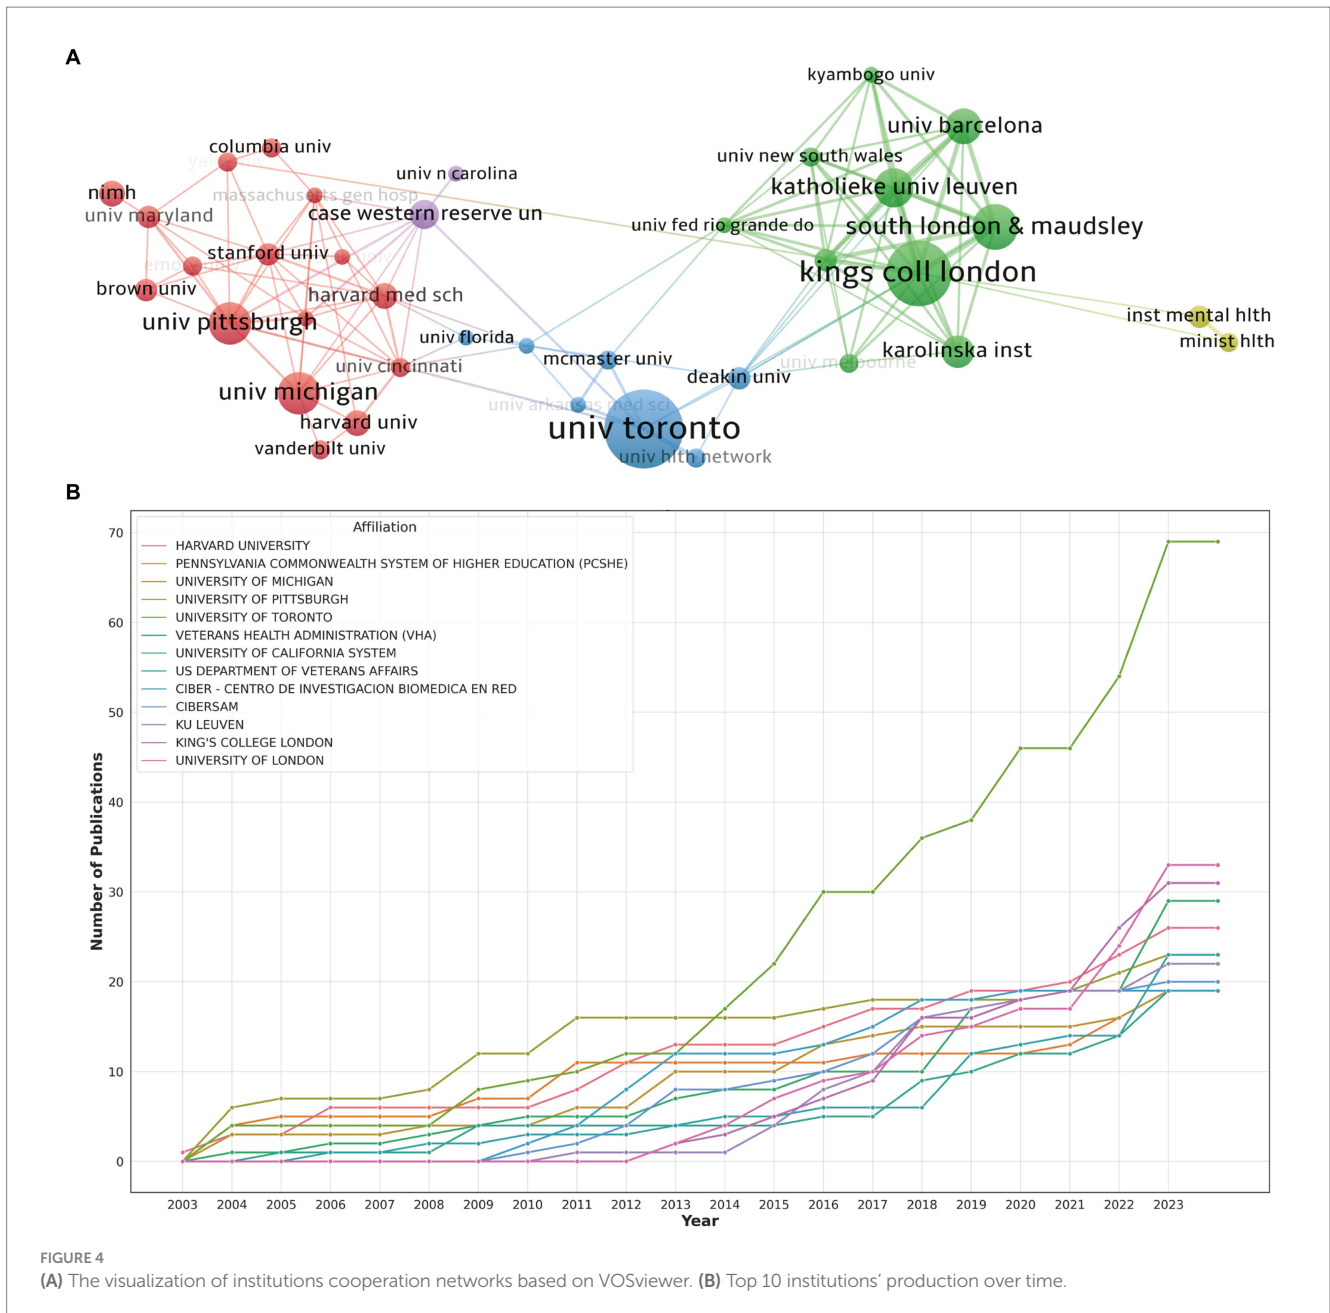 A
kyambogo univ
univ barcelona
columbia univ
univ new south wales
univ n carolina
katholieke univ leuven
nimh
massachusetts gen hosp
univ maryland
case western reserve un
univ fed rio grande do
south london & maudsley
stanford univ
kings coll london
brown univ
harvard med sch
inst mental hlth
univ pittsburgh
univ florida
minist hlth
karolinska inst
mcmaster univ
univ melbourne
univ cincinnati
deakin univ
univ michigan
univ arkansas med sci
harvard univ
univ toronto
vanderbilt univ
univ hlth network
B
Affiliation
HARVARD UNIVERSITY
PENNSYLVANIA COMMONWEALTH SYSTEM OF HIGHER EDUCATION (PCSHE)
UNIVERSITY OF MICHIGAN
UNIVERSITY OF PITTSBURGH
UNIVERSITY OF TORONTO
VETERANS HEALTH ADMINISTRATION (VHA)
UNIVERSITY OF CALIFORNIA SYSTEM
US DEPARTMENT OF VETERANS AFFAIRS
CIBER - CENTRO DE INVESTIGACION BIOMEDICA EN RED
CIBERSAM
KU LEUVEN
KING'S COLLEGE LONDON
UNIVERSITY OF LONDON
Number of Publications
70
60
50
40
30
20
10
0
2003 2004 2005 2006 2007 2008 2009 2010 2011 2012 2013 2014 2015 2016 2017 2018 2019 2020 2021 2022 2023
Year
FIGURE 4
(A) The visualization of institutions cooperation networks based on VOSviewer. (B) Top 10 institutions' production over time.